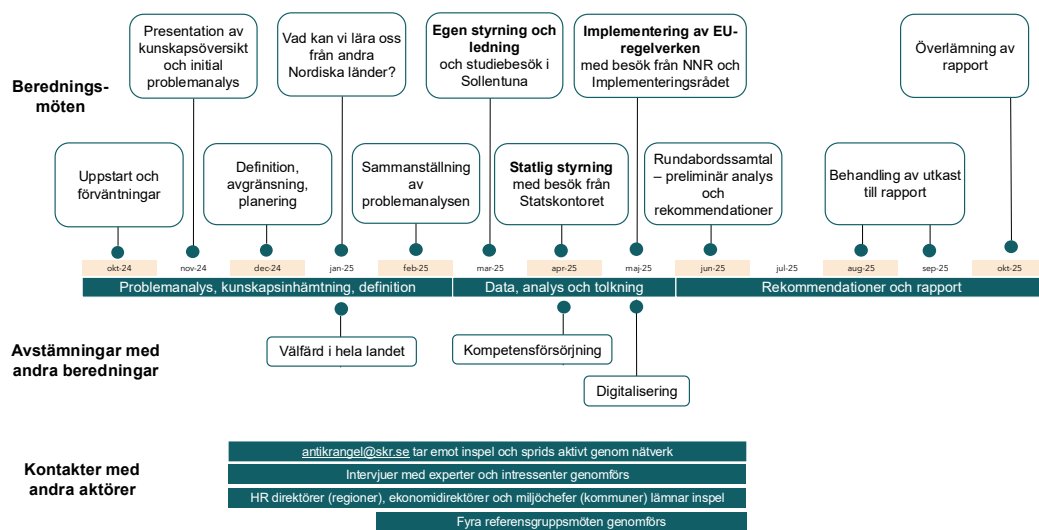 Presentation av
kunskapsöversikt
och initial
problemanalys
Vad kan vi lära oss
från andra
Nordiska länder?
Egen styrning och
ledning
och studiebesök i
Sollentuna
Implementering av EU-
regelverken
med besök från NNR och
Implementeringsrådet
Överlämning av
rapport
Berednings-
möten
Uppstart och
förväntningar
Definition,
avgränsning,
planering
Sammanställning
av
problemanalysen
Statlig styrning
med besök från
Statskontoret
Rundabordssamtal
– preliminär analys
och
rekommendationer
Behandling av utkast
till rapport
okt-24
nov-24
dec-24
jan-25
feb-25
mar-25
apr-25
maj-25
jun-25
jul-25
aug-25
sep-25
okt-25
Problemanalys, kunskapsinhämtning, definition
Data, analys och tolkning
Rekommendationer och rapport
Avstämningar med
andra beredningar
Välfärd i hela landet
Kompetensförsörjning
Digitalisering
Kontakter med
andra aktörer
antikrangel@skr.se tar emot inspel och sprids aktivt genom nätverk
Intervjuer med experter och intressenter genomförs
HR direktörer (regioner), ekonomidirektörer och miljöchefer (kommuner) lämnar inspel
Fyra referensgruppsmöten genomförs